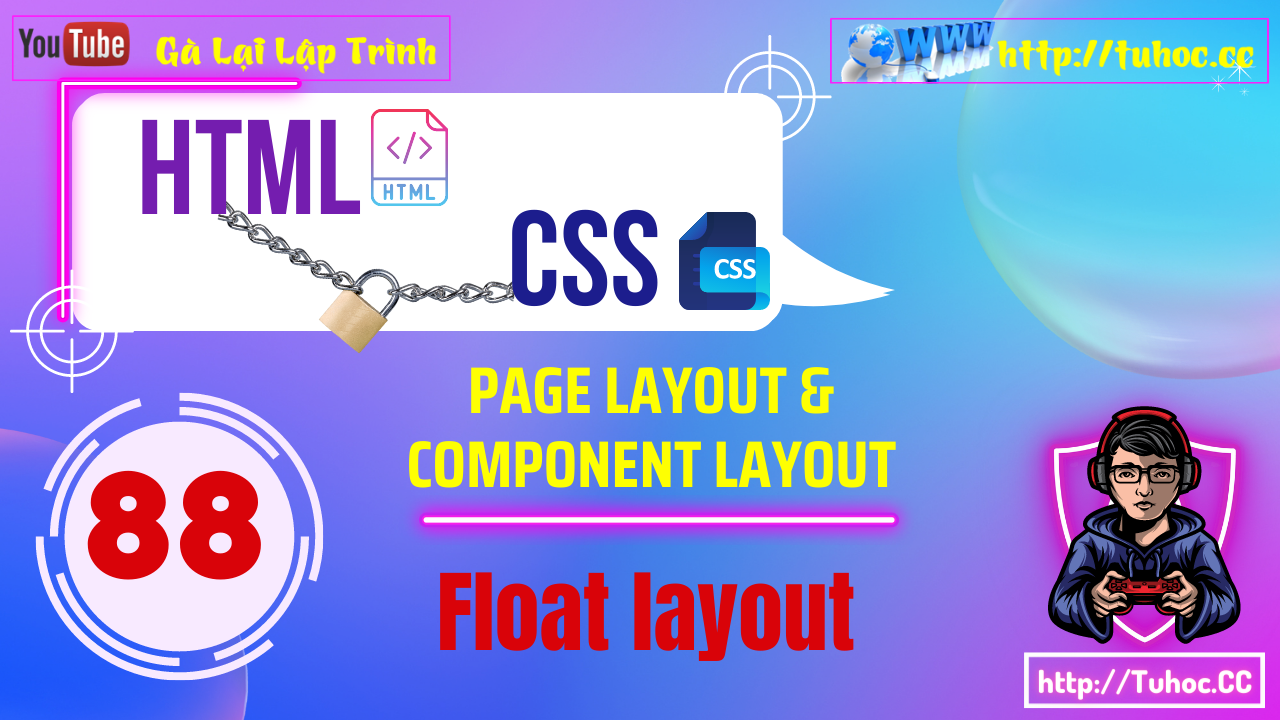 YouTube
Gà Lại Lập Trình
WWW
http://tuhoc.cc
HTML
</>
HTML
CSS
CSS
PAGE LAYOUT &
COMPONENT LAYOUT
88
Float layout
http://Tuhoc.CC